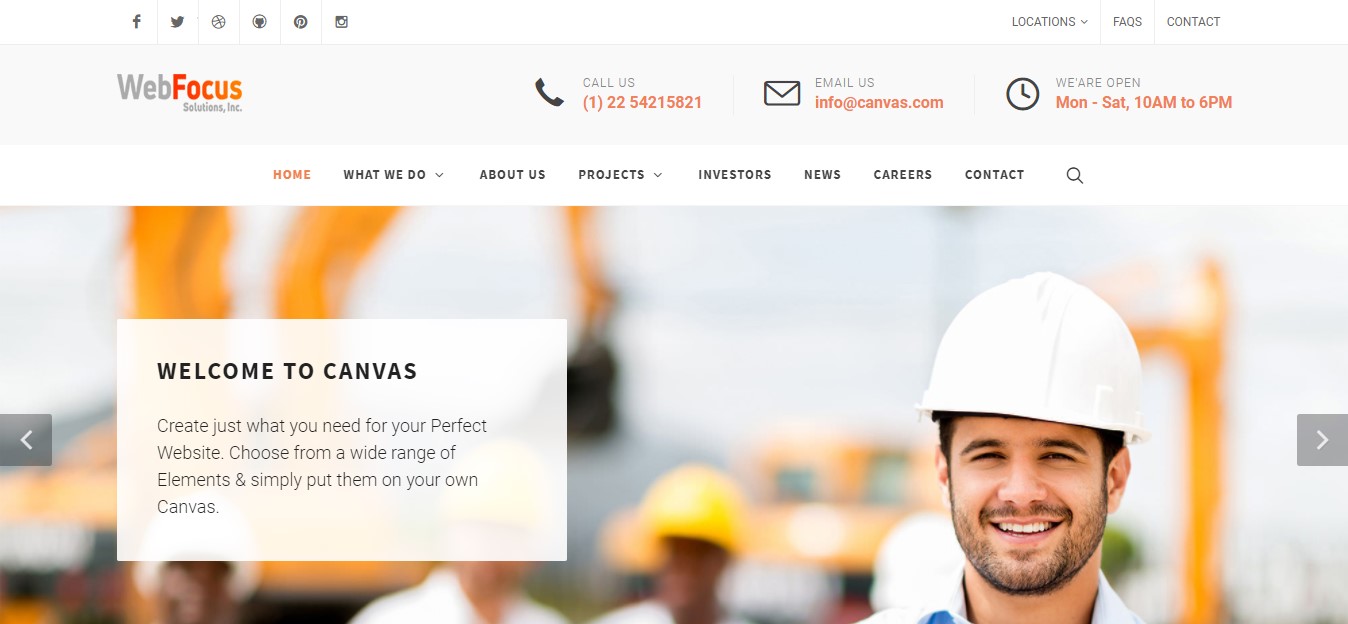 LOCATIONS
FAQS
CONTACT
WebFocus
Solutions, Inc.
CALL US
(1) 22 54215821
EMAIL US
info@canvas.com
WE'ARE OPEN
Mon - Sat, 10AM to 6PM
HOME
WHAT WE DO
ABOUT US
PROJECTS
INVESTORS
NEWS
CAREERS
CONTACT
WELCOME TO CANVAS
Create just what you need for your Perfect
Website. Choose from a wide range of
Elements & simply put them on your own
Canvas.